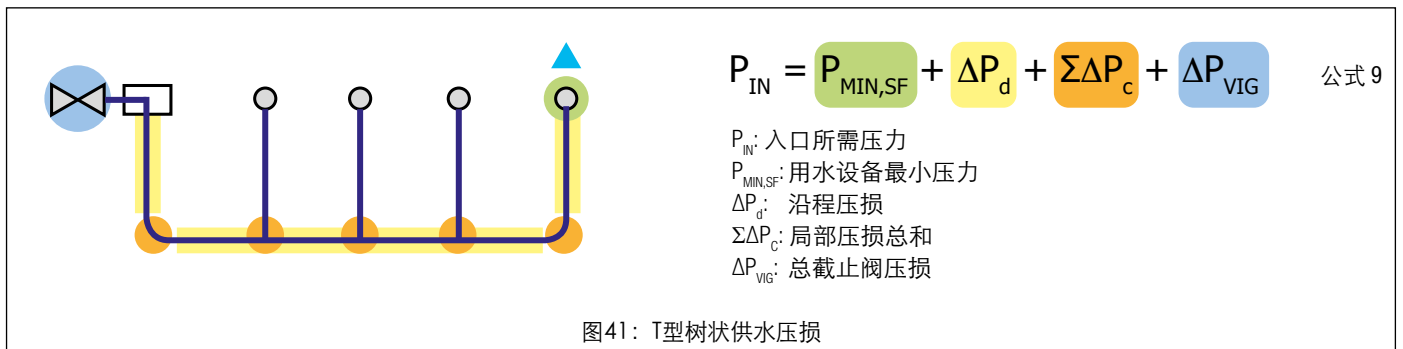 P_IN = P_MIN,SF + ΔP_d + ΣΔP_c + ΔP_VIG 公式 9
P_IN: 入口所需压力
P_MIN,SF: 用水设备最小压力
ΔP_d: 沿程压损
ΣΔP_C: 局部压损总和
ΔP_VIG: 总截止阀压损
图41：T型树状供水压损